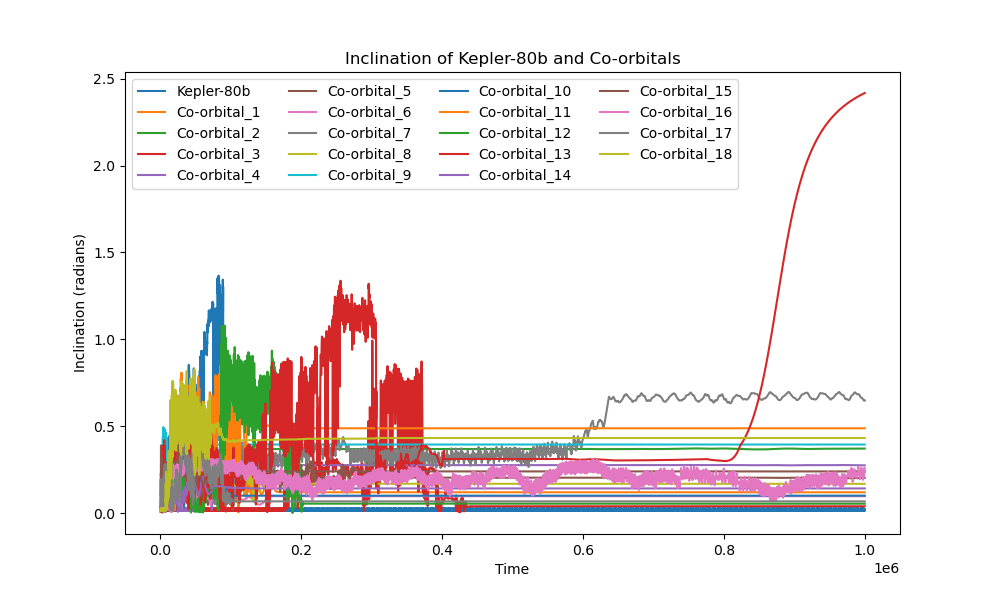 Inclination of Kepler-80b and Co-orbitals
Kepler-80b
Co-orbital_1
Co-orbital_2
Co-orbital_3
Co-orbital_4
Co-orbital_5
Co-orbital_6
Co-orbital_7
Co-orbital_8
Co-orbital_9
Co-orbital_10
Co-orbital_11
Co-orbital_12
Co-orbital_13
Co-orbital_14
Co-orbital_15
Co-orbital_16
Co-orbital_17
Co-orbital_18
Inclination (radians)
2.5
2.0
1.5
1.0
0.5
0.0
0.0 0.2 0.4 0.6 0.8 1.0
1e6
Time